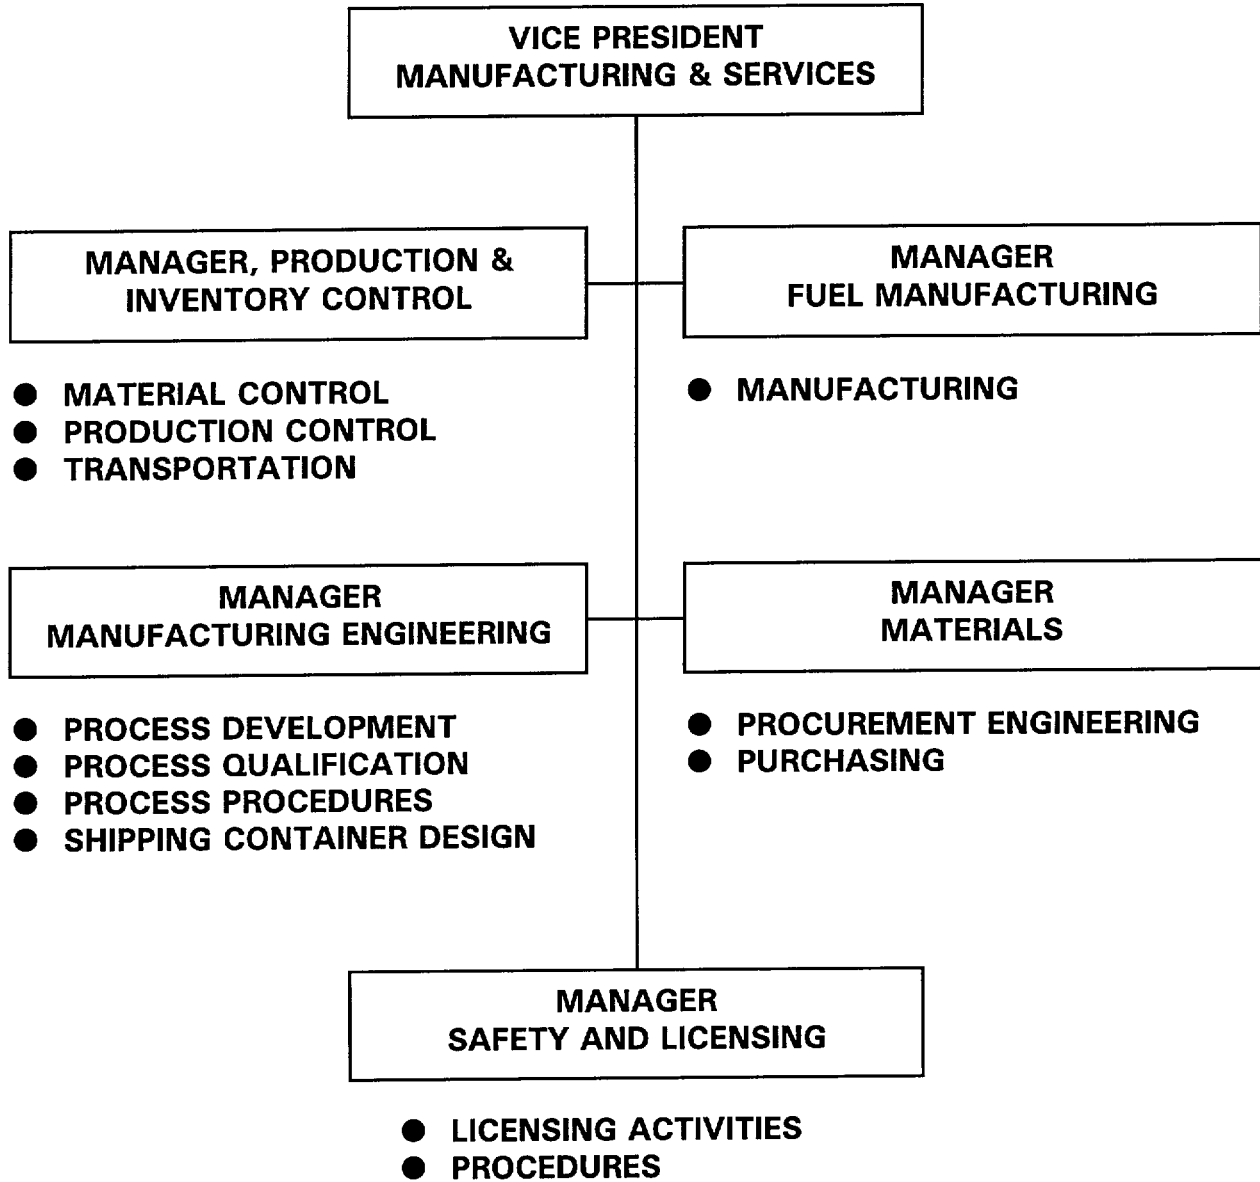 VICE PRESIDENT
MANUFACTURING & SERVICES
MANAGER, PRODUCTION &
INVENTORY CONTROL
● MATERIAL CONTROL
● PRODUCTION CONTROL
● TRANSPORTATION
MANAGER
FUEL MANUFACTURING
● MANUFACTURING
MANAGER
MANUFACTURING ENGINEERING
● PROCESS DEVELOPMENT
● PROCESS QUALIFICATION
● PROCESS PROCEDURES
● SHIPPING CONTAINER DESIGN
MANAGER
MATERIALS
● PROCUREMENT ENGINEERING
● PURCHASING
MANAGER
SAFETY AND LICENSING
● LICENSING ACTIVITIES
● PROCEDURES